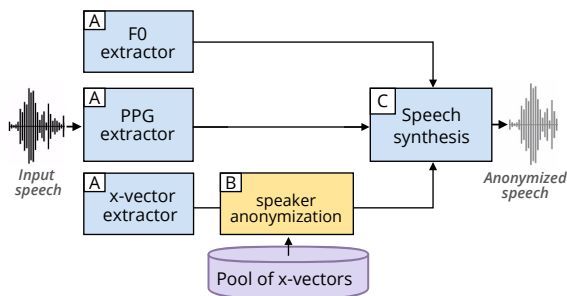 A
F0
extractor
A
PPG
extractor
C
Speech
synthesis
Input
speech
Anonymized
speech
A
x-vector
extractor
B
speaker
anonymization
Pool of x-vectors